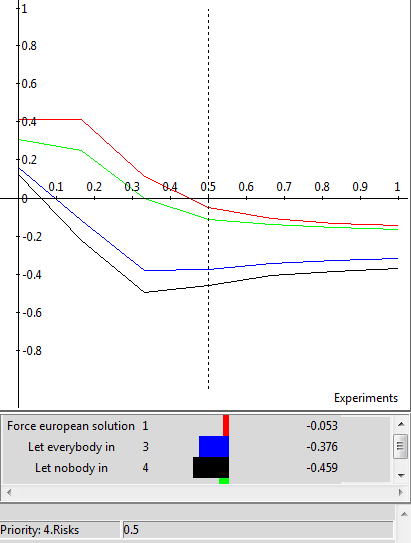 1
0.8
0.6
0.4
0.2
0
0.1 0.2 0.3 0.4 0.5 0.6 0.7 0.8 0.9 1
-0.2
-0.4
-0.6
-0.8
Experiments
Force european solution 1 -0.053
Let everybody in 3 -0.376
Let nobody in 4 -0.459
Priority: 4.Risks 0.5